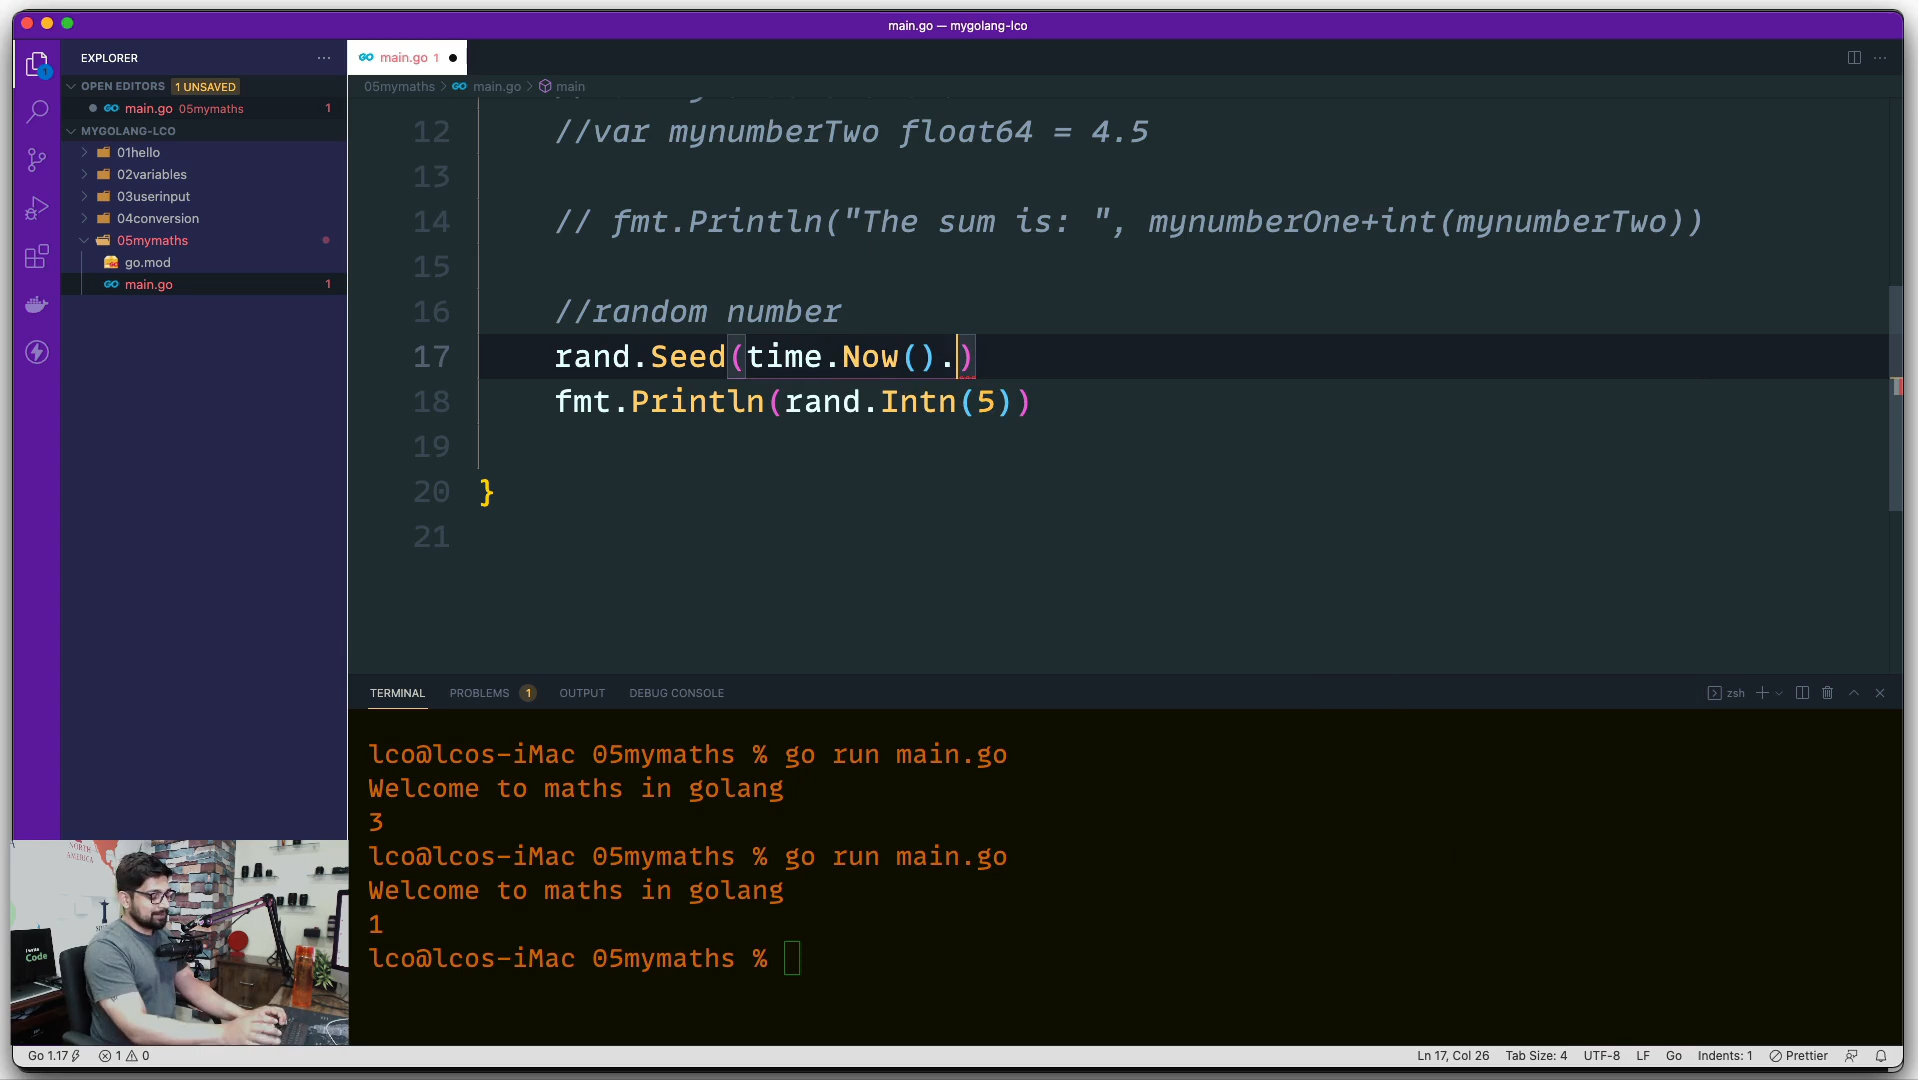 main.go — mygolang-lco
EXPLORER
OPEN EDITORS 1 UNSAVED
main.go 05mymaths 1
MYGOLANG-LCO
01hello
02variables
03userinput
04conversion
05mymaths
go.mod
main.go 1
main.go 1
05mymaths > main.go > main
12 //var mynumberTwo float64 = 4.5
13
14 // fmt.Println("The sum is: ", mynumberOne+int(mynumberTwo))
15
16 //random number
17 rand.Seed(time.Now().)
18 fmt.Println(rand.Intn(5))
19
20 }
21
TERMINAL PROBLEMS 1 OUTPUT DEBUG CONSOLE
zsh
lco@lcos-iMac 05mymaths % go run main.go
Welcome to maths in golang
3
lco@lcos-iMac 05mymaths % go run main.go
Welcome to maths in golang
1
lco@lcos-iMac 05mymaths %
NORTH
AMERICA
I write
Code
Go 1.17 1 0
Ln 17, Col 26 Tab Size: 4 UTF-8 LF Go Indents: 1 Prettier